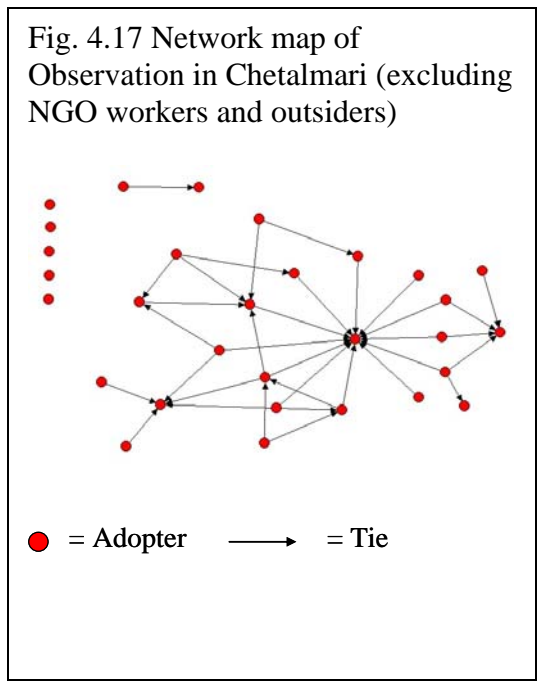 Fig. 4.17 Network map of
Observation in Chetalmari (excluding
NGO workers and outsiders)
= Adopter = Tie